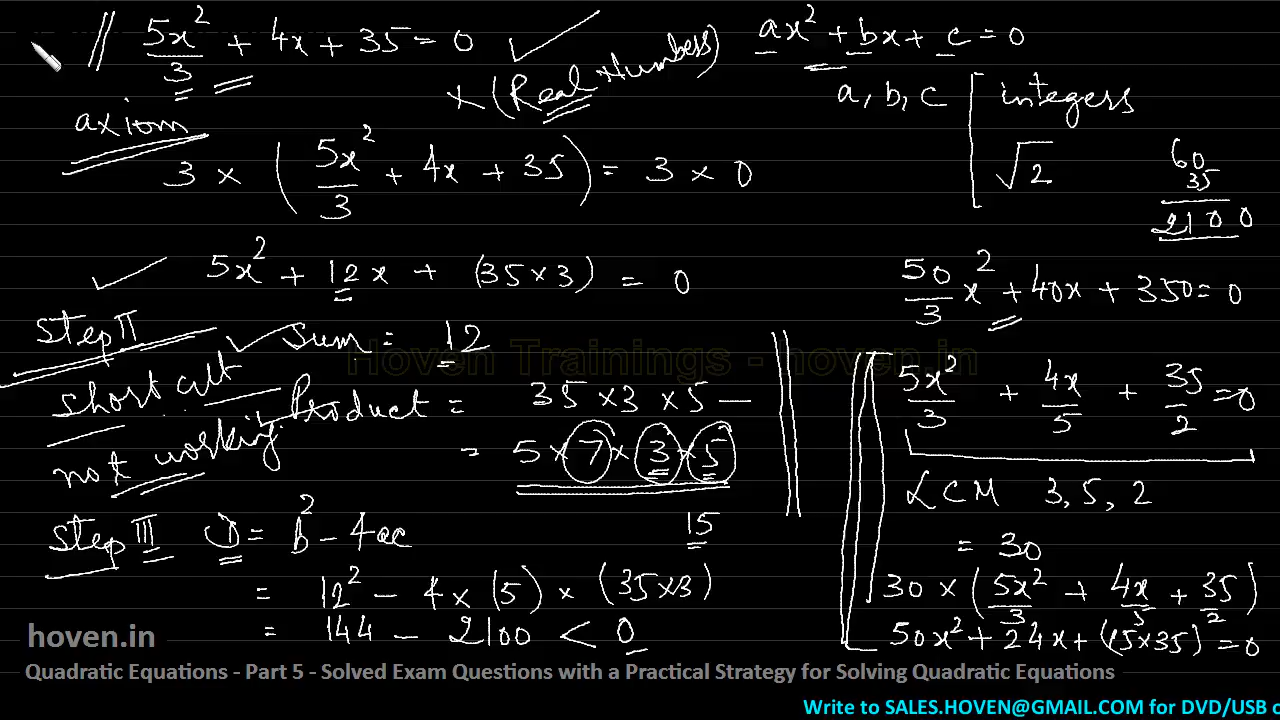 // 5x²/3 + 4x + 35 = 0 ✓
× (Real Numbers)
axiom
3 × (5x²/3 + 4x + 35) = 3 × 0
✓ 5x² + 12x + (35×3) = 0
Step II
✓ Sum = 12
short cut
not working
Product = 35×3×5 —
= 5×7×3×5
15
Step III D = b² - 4ac
= 12² - 4 × (5) × (35×3)
= 144 - 2100 < 0
ax² + bx + c = 0
a, b, c [ integers
√2
60
35
2100
50/3 x² + 40x + 350 = 0
5x²/3 + 4x/5 + 35/2 = 0
LCM 3, 5, 2
= 30
30 × (5x²/3 + 4x/5 + 35/2)
50x² + 24x + (15×35) = 0
Hoven Trainings - hoven.in
hoven.in
Quadratic Equations - Part 5 - Solved Exam Questions with a Practical Strategy for Solving Quadratic Equations
Write to SALES.HOVEN@GMAIL.COM for DVD/USB c